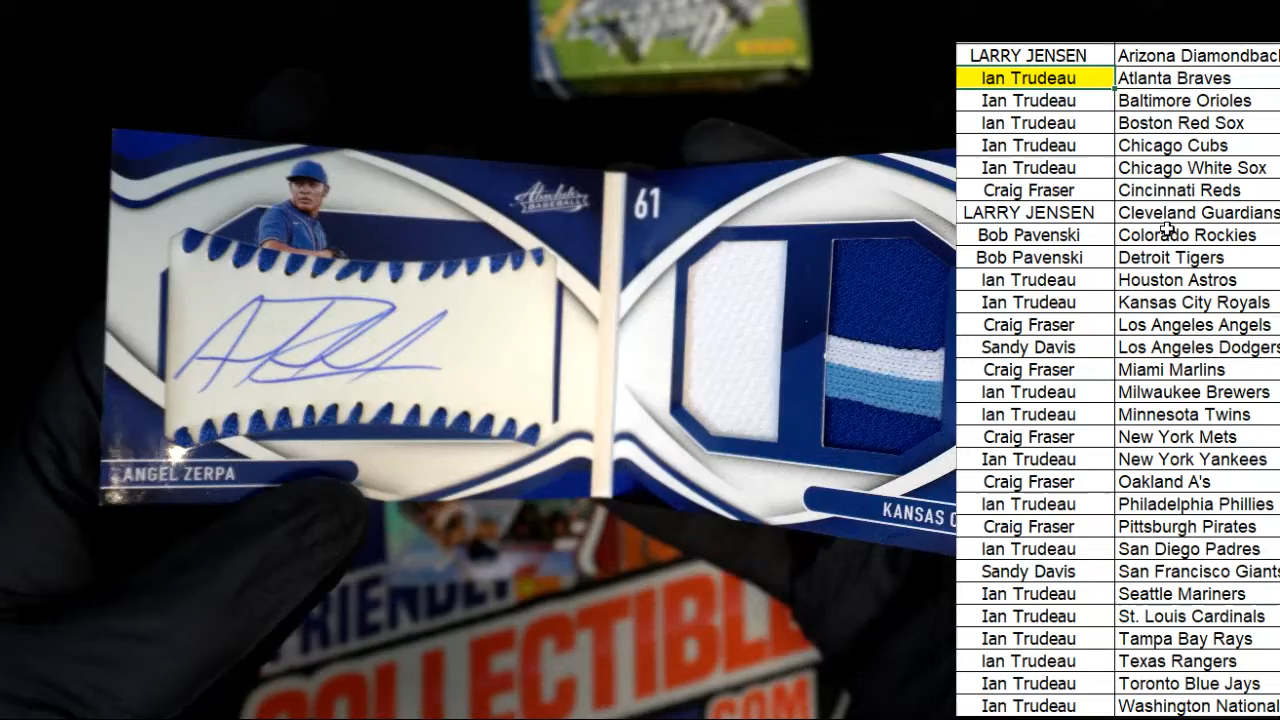 Absolute
BASEBALL
61
ANGEL ZERPA
KANSAS C
FRIENDLY
COLLECTIBLE
.COM
LARRY JENSEN Arizona Diamondbac
Ian Trudeau Atlanta Braves
Ian Trudeau Baltimore Orioles
Ian Trudeau Boston Red Sox
Ian Trudeau Chicago Cubs
Ian Trudeau Chicago White Sox
Craig Fraser Cincinnati Reds
LARRY JENSEN Cleveland Guardians
Bob Pavenski Colorado Rockies
Bob Pavenski Detroit Tigers
Ian Trudeau Houston Astros
Ian Trudeau Kansas City Royals
Craig Fraser Los Angeles Angels
Sandy Davis Los Angeles Dodgers
Craig Fraser Miami Marlins
Ian Trudeau Milwaukee Brewers
Ian Trudeau Minnesota Twins
Craig Fraser New York Mets
Ian Trudeau New York Yankees
Craig Fraser Oakland A's
Ian Trudeau Philadelphia Phillies
Craig Fraser Pittsburgh Pirates
Ian Trudeau San Diego Padres
Sandy Davis San Francisco Giants
Ian Trudeau Seattle Mariners
Ian Trudeau St. Louis Cardinals
Ian Trudeau Tampa Bay Rays
Ian Trudeau Texas Rangers
Ian Trudeau Toronto Blue Jays
Ian Trudeau Washington National